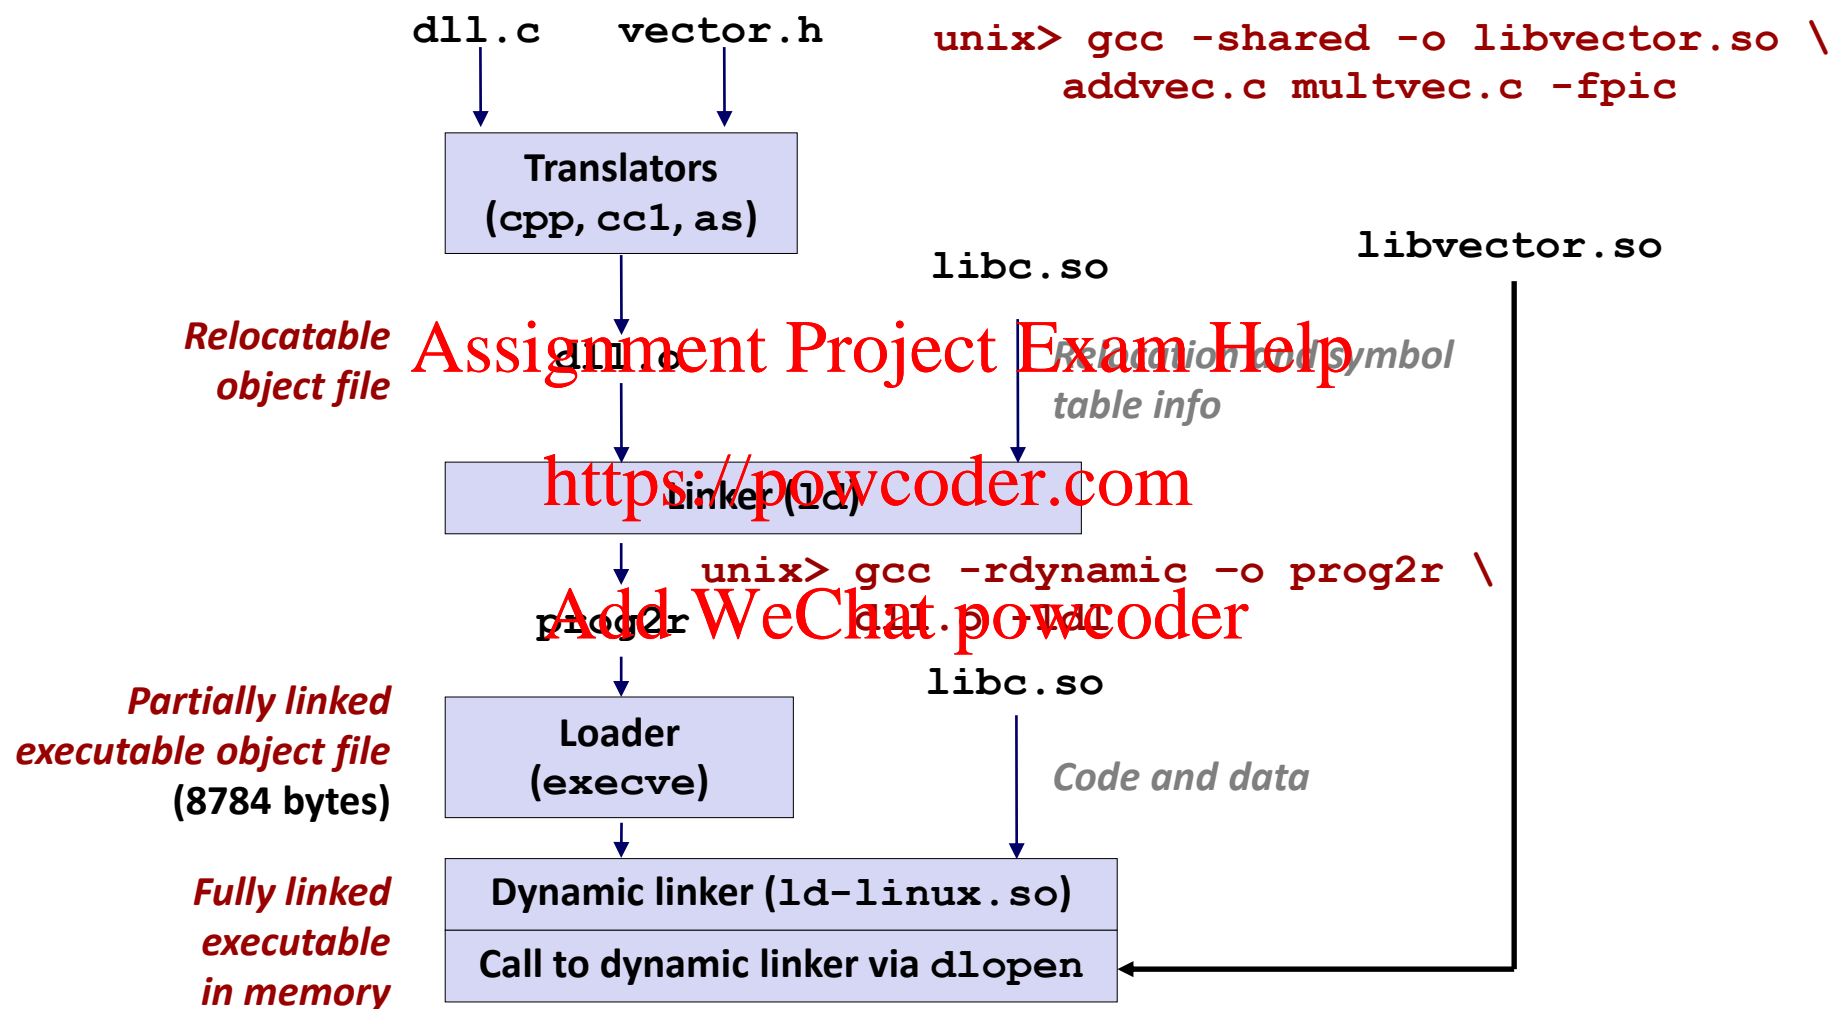 dll.c vector.h
unix> gcc -shared -o libvector.so \
addvec.c multvec.c -fpic
Translators
(cpp, cc1, as)
libc.so
libvector.so
Relocatable
object file
dll.o
Assignment Project Exam Help
Relocation and symbol
table info
Linker (ld)
https://powcoder.com
unix> gcc -rdynamic –o prog2r \
dll.o -ldl
prog2r
Add WeChat powcoder
libc.so
Partially linked
executable object file
(8784 bytes)
Loader
(execve)
Code and data
Fully linked
executable
in memory
Dynamic linker (ld-linux.so)
Call to dynamic linker via dlopen